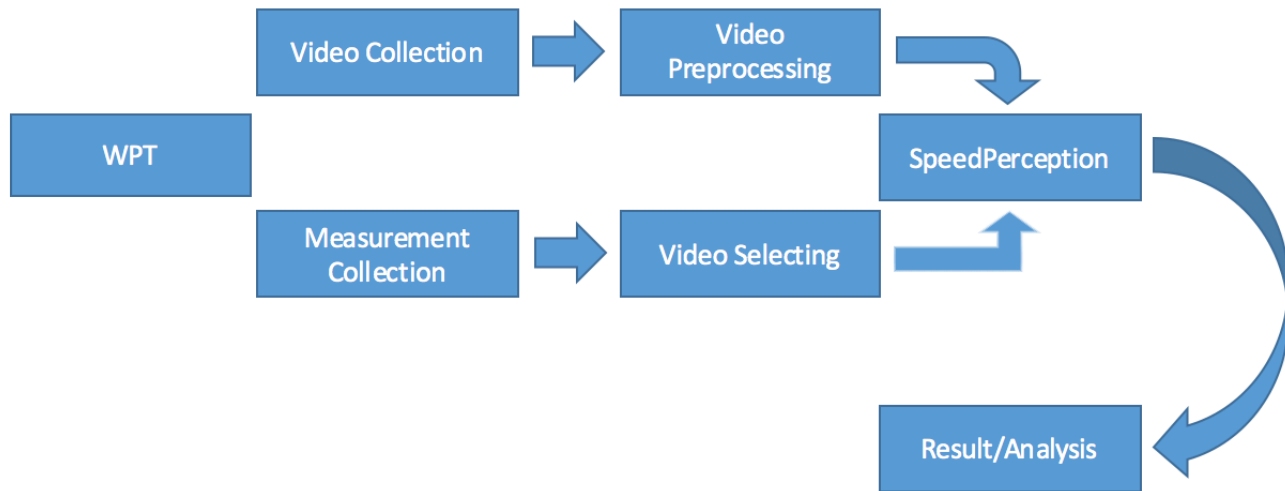 Video Collection
Video
Preprocessing
WPT
SpeedPerception
Measurement
Collection
Video Selecting
Result/Analysis